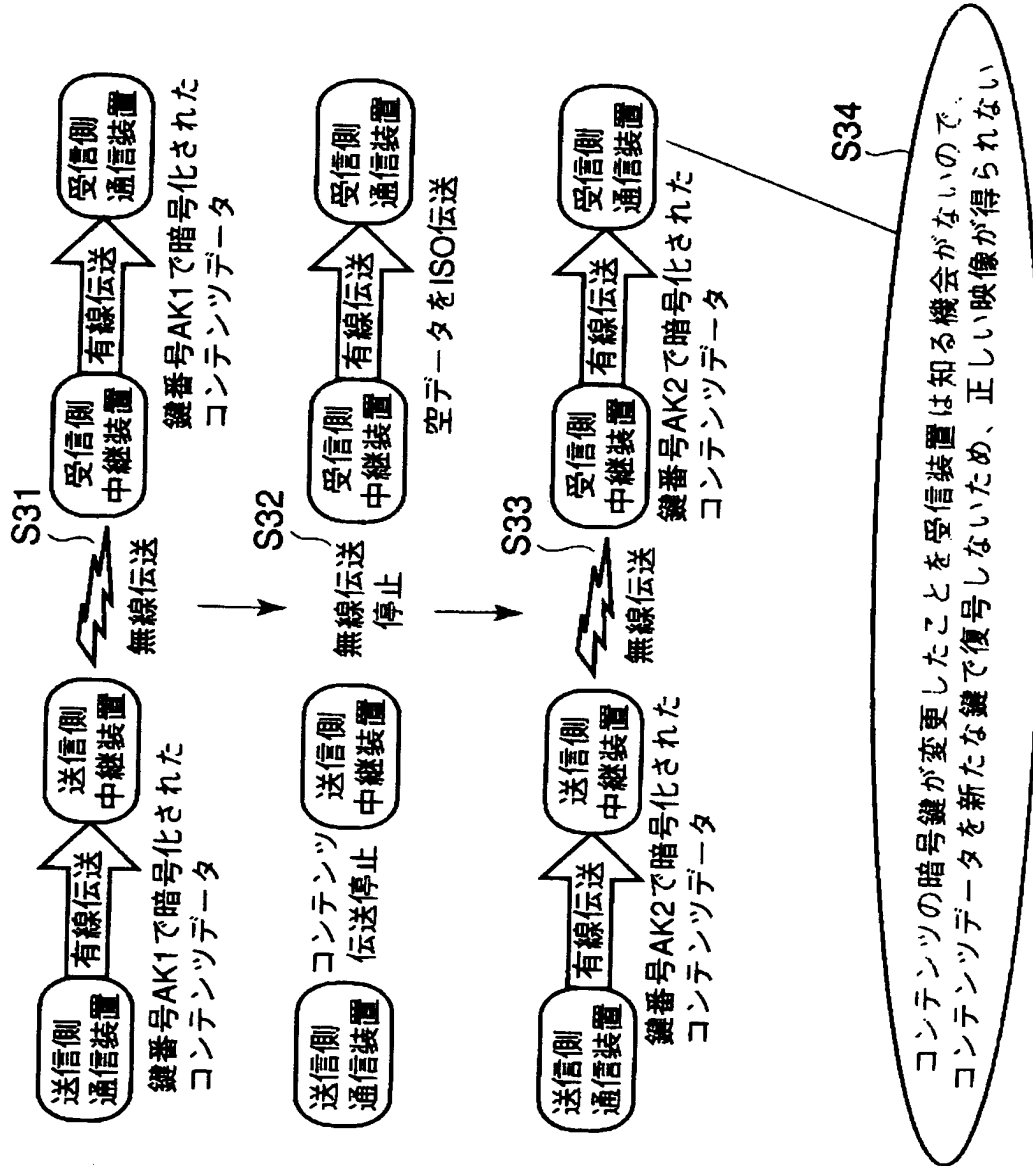 送信側
通信装置
有線伝送
送信側
中継装置
S31
無線伝送
受信側
中継装置
有線伝送
受信側
通信装置
鍵番号AK1で暗号化された
コンテンツデータ
鍵番号AK1で暗号化された
コンテンツデータ
送信側
通信装置
コンテンツ
伝送停止
送信側
中継装置
S32
無線伝送
停止
受信側
中継装置
有線伝送
受信側
通信装置
空データをISO伝送
送信側
通信装置
有線伝送
送信側
中継装置
S33
無線伝送
受信側
中継装置
有線伝送
受信側
通信装置
鍵番号AK2で暗号化された
コンテンツデータ
鍵番号AK2で暗号化された
コンテンツデータ
S34
コンテンツの暗号鍵が変更したことを受信装置は知る機会がないので、
コンテンツデータを新たな鍵で復号しないため、正しい映像が得られない